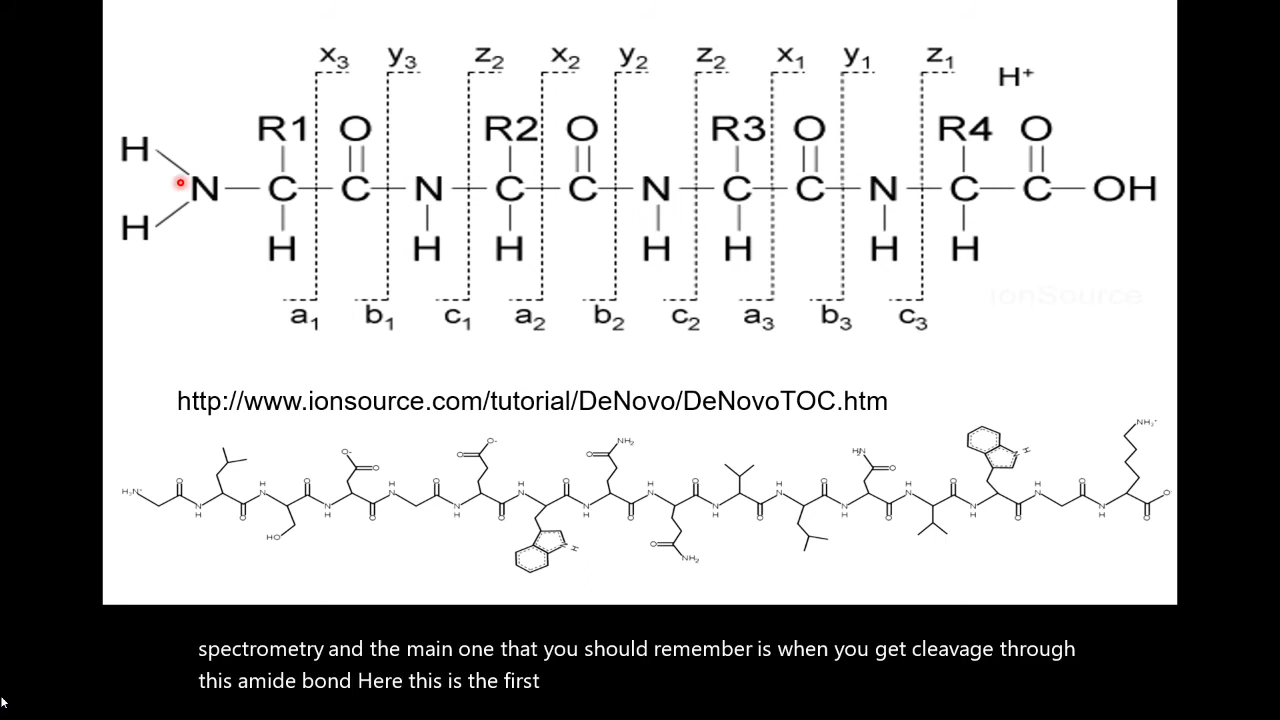 x3 y3 z2 x2 y2 z2 x1 y1 z1
H+
R1 O R2 O R3 O R4 O
H
N C C N C C N C C N C C OH
H
H H H H H H H
a1 b1 c1 a2 b2 c2 a3 b3 c3
ionSource
http://www.ionsource.com/tutorial/DeNovo/DeNovoTOC.htm
spectrometry and the main one that you should remember is when you get cleavage through
this amide bond Here this is the first